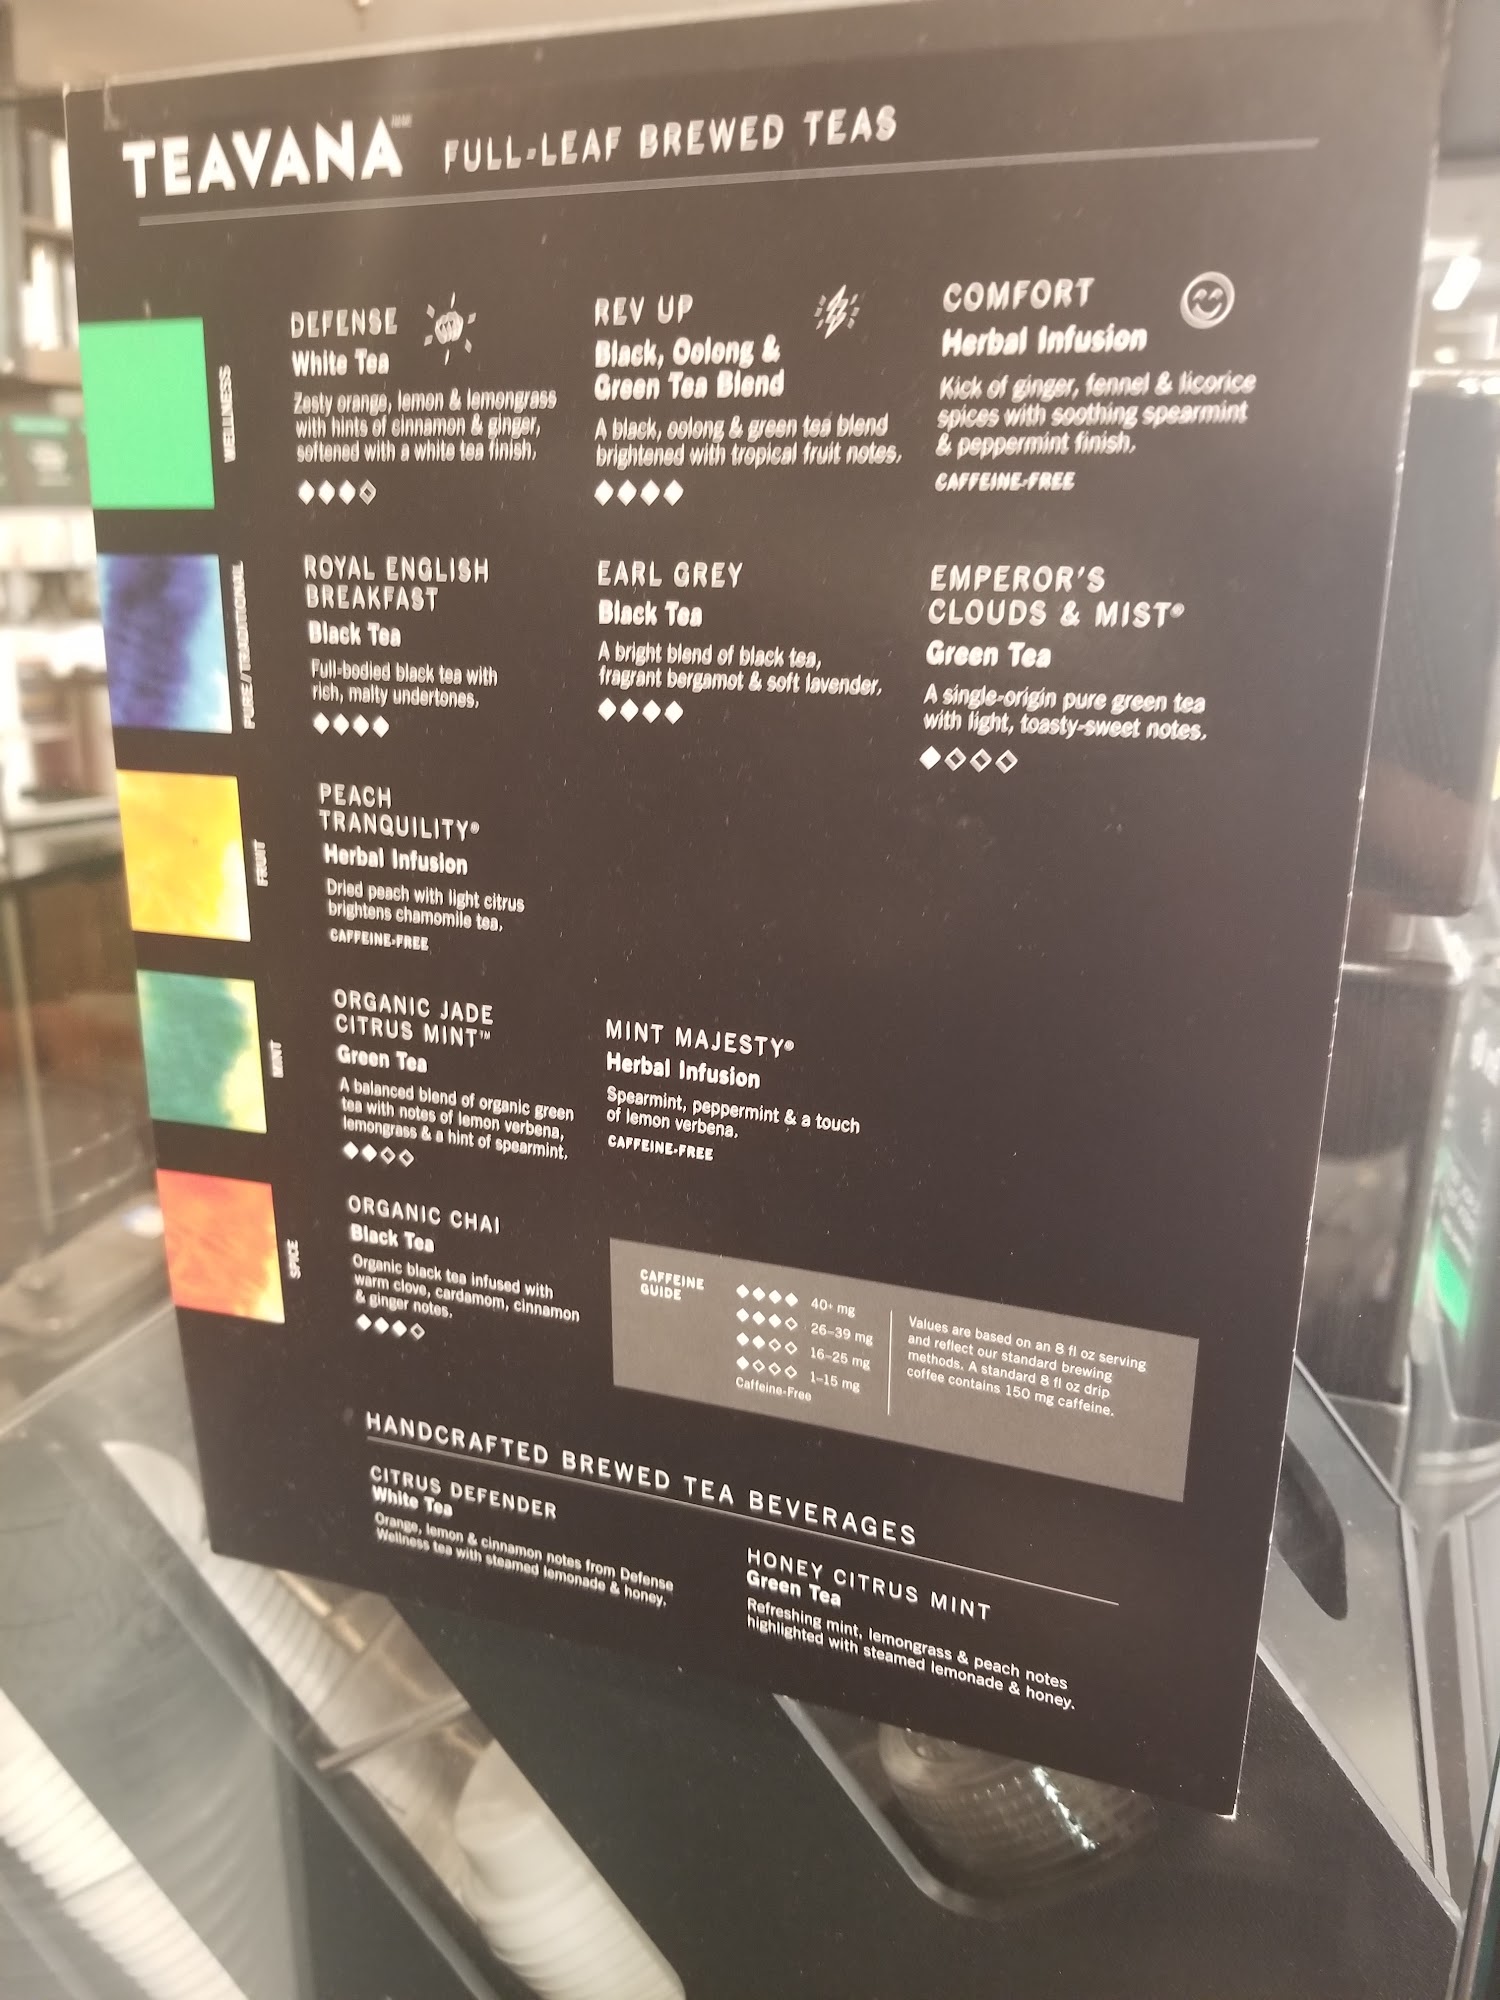 TEAVANA™ FULL-LEAF BREWED TEAS
WELLNESS
DEFENSE
White Tea
Zesty orange, lemon & lemongrass
with hints of cinnamon & ginger,
softened with a white tea finish.
REV UP
Black, Oolong &
Green Tea Blend
A black, oolong & green tea blend
brightened with tropical fruit notes.
COMFORT
Herbal Infusion
Kick of ginger, fennel & licorice
spices with soothing spearmint
& peppermint finish.
CAFFEINE-FREE
PURE//TRADITIONAL
ROYAL ENGLISH
BREAKFAST
Black Tea
Full-bodied black tea with
rich, malty undertones.
EARL GREY
Black Tea
A bright blend of black tea,
fragrant bergamot & soft lavender.
EMPEROR'S
CLOUDS & MIST®
Green Tea
A single-origin pure green tea
with light, toasty-sweet notes.
FRUIT
PEACH
TRANQUILITY®
Herbal Infusion
Dried peach with light citrus
brightens chamomile tea.
CAFFEINE-FREE
MINT
ORGANIC JADE
CITRUS MINT™
Green Tea
A balanced blend of organic green
tea with notes of lemon verbena,
lemongrass & a hint of spearmint.
MINT MAJESTY®
Herbal Infusion
Spearmint, peppermint & a touch
of lemon verbena.
CAFFEINE-FREE
SPICE
ORGANIC CHAI
Black Tea
Organic black tea infused with
warm clove, cardamom, cinnamon
& ginger notes.
CAFFEINE
GUIDE
40+ mg
26–39 mg
16–25 mg
1–15 mg
Caffeine-Free
Values are based on an 8 fl oz serving
and reflect our standard brewing
methods. A standard 8 fl oz drip
coffee contains 150 mg caffeine.
HANDCRAFTED BREWED TEA BEVERAGES
CITRUS DEFENDER
White Tea
Orange, lemon & cinnamon notes from Defense
Wellness tea with steamed lemonade & honey.
HONEY CITRUS MINT
Green Tea
Refreshing mint, lemongrass & peach notes
highlighted with steamed lemonade & honey.